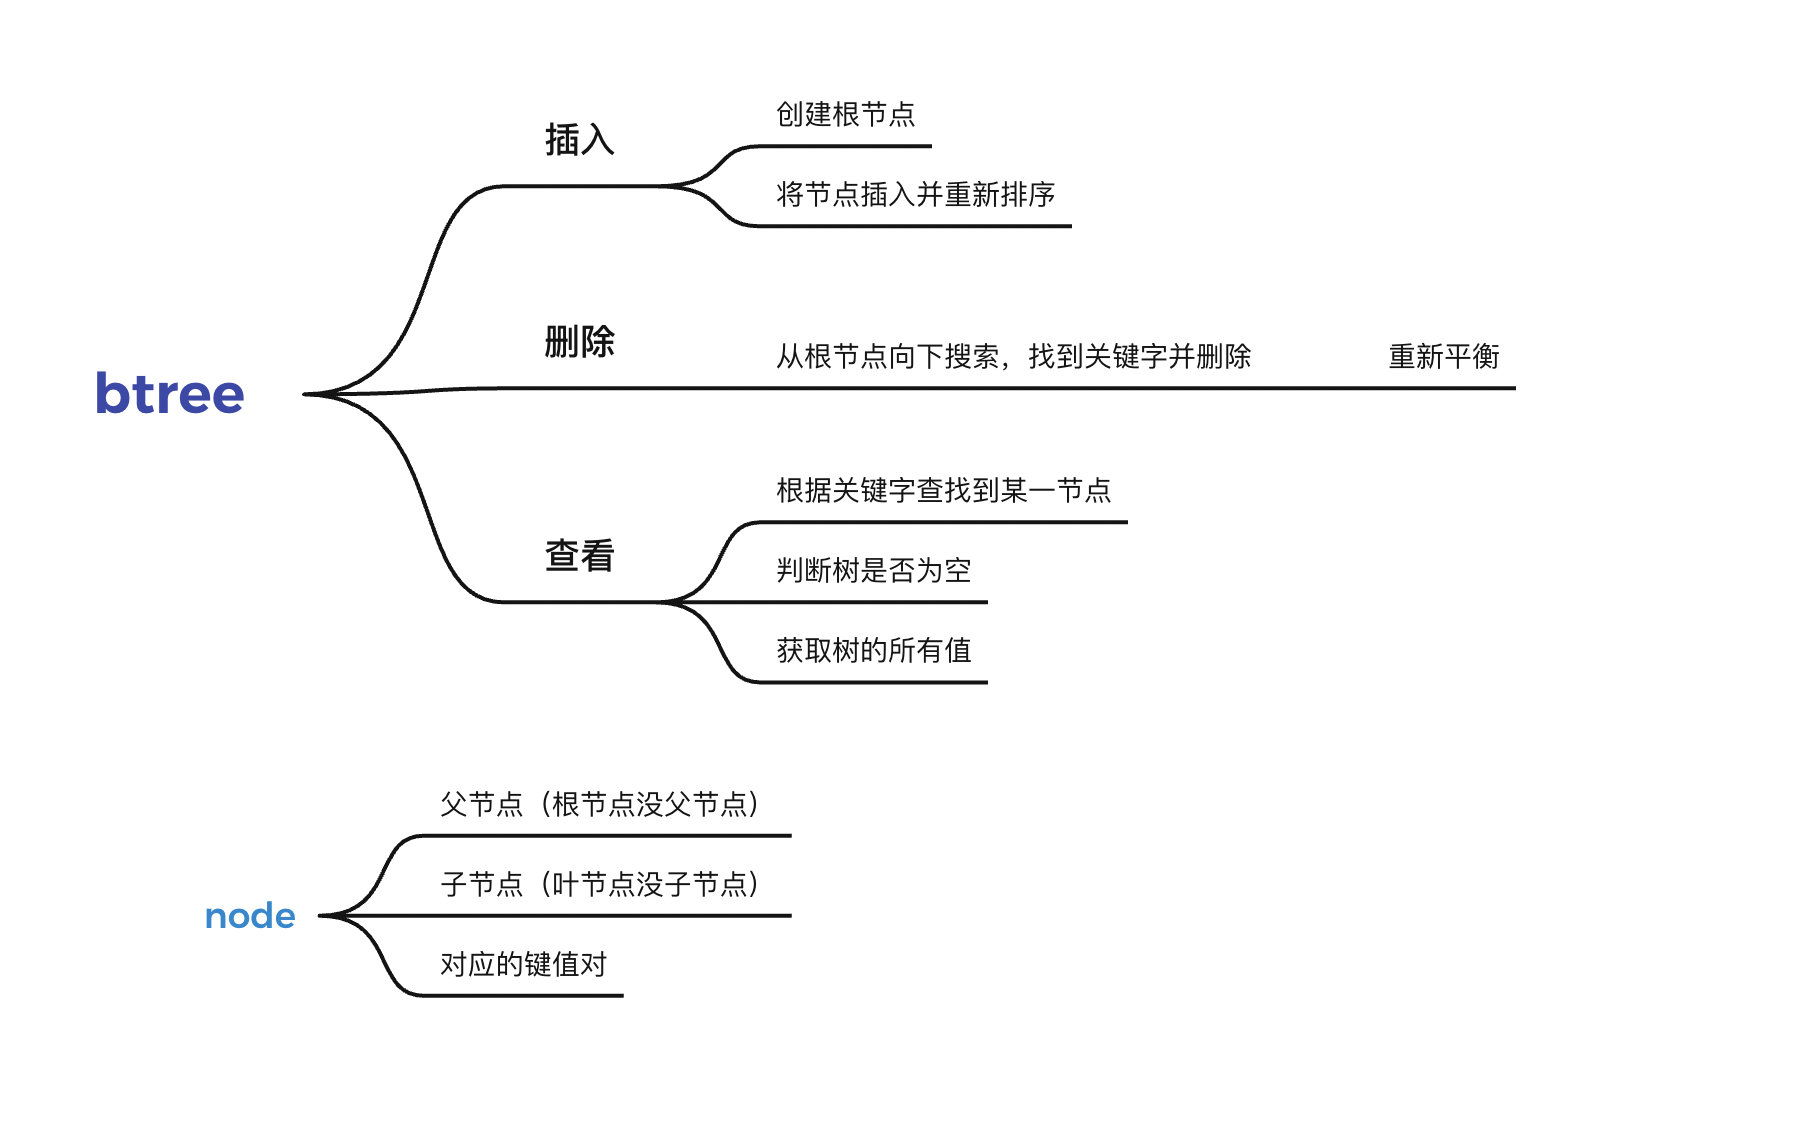 btree
插入
创建根节点
将节点插入并重新排序
删除
从根节点向下搜索，找到关键字并删除
重新平衡
查看
根据关键字查找到某一节点
判断树是否为空
获取树的所有值
node
父节点（根节点没父节点）
子节点（叶节点没子节点）
对应的键值对